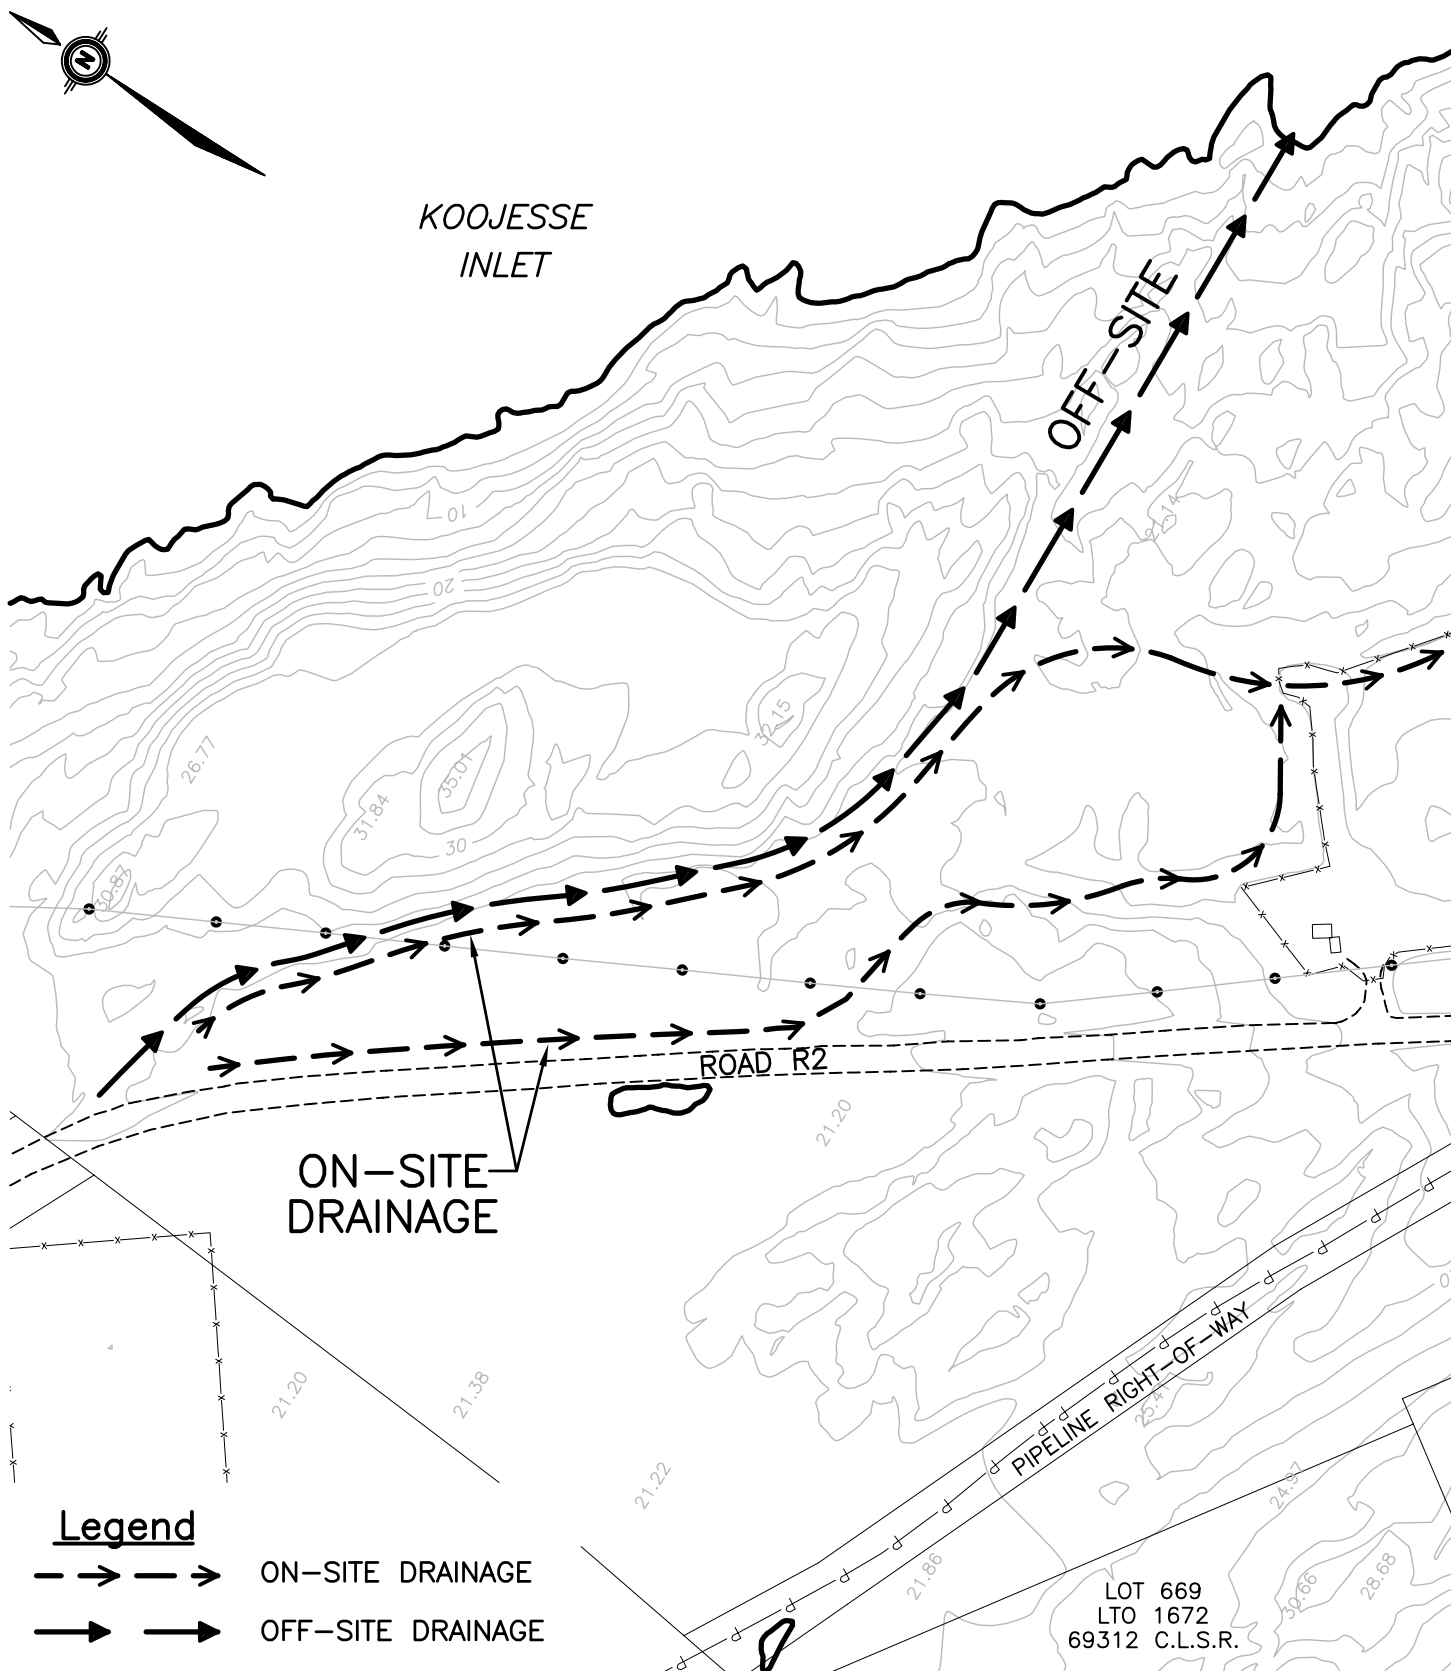 N
KOOJESSE
INLET
OFF-SITE
10
20
21.14
32.15
26.77
35.01
31.84
30
30.87
ROAD R2
21.20
ON-SITE
DRAINAGE
21.20
21.38
PIPELINE RIGHT-OF-WAY
25.41
21.22
24.97
21.86
30.66
28.68
Legend
ON-SITE DRAINAGE
OFF-SITE DRAINAGE
LOT 669
LTO 1672
69312 C.L.S.R.